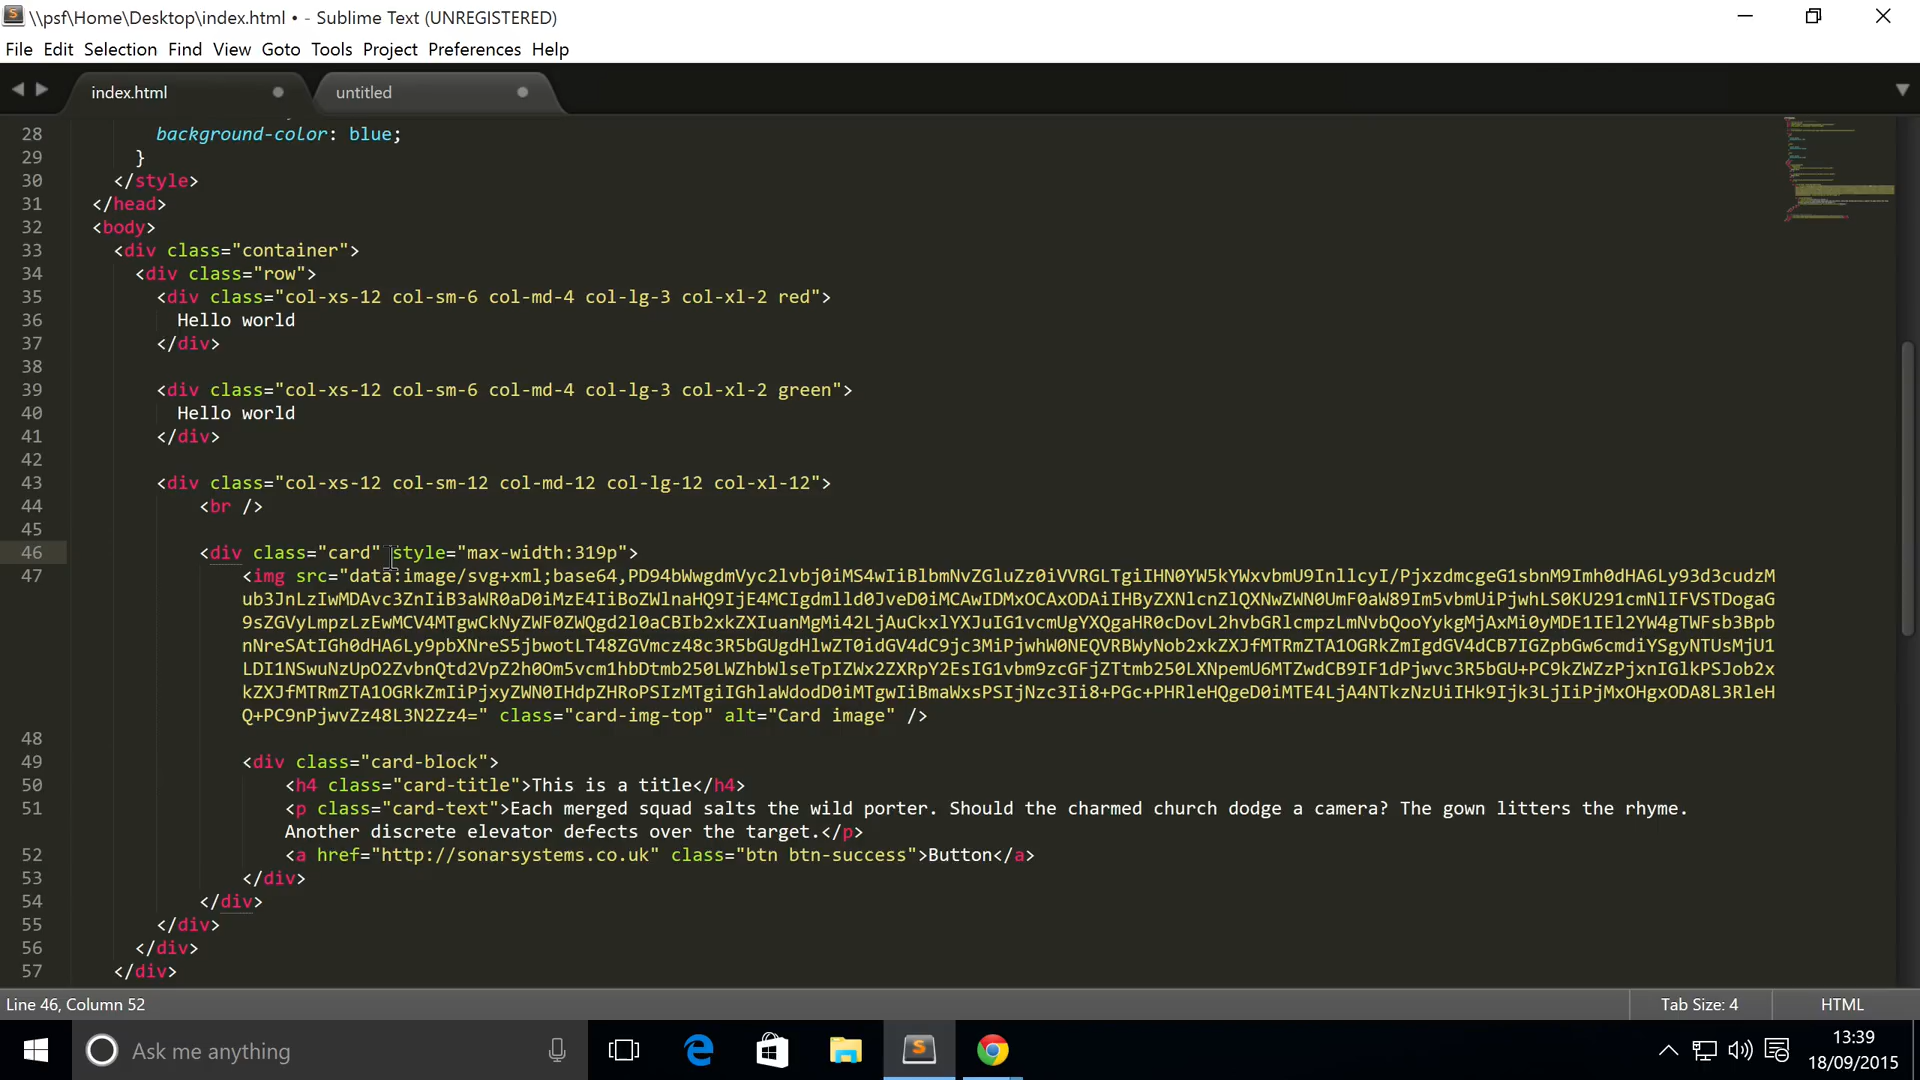 \\psf\Home\Desktop\index.html • - Sublime Text (UNREGISTERED)
File Edit Selection Find View Goto Tools Project Preferences Help
index.html untitled
28 background-color: blue;
29 }
30 </style>
31 </head>
32 <body>
33 <div class="container">
34 <div class="row">
35 <div class="col-xs-12 col-sm-6 col-md-4 col-lg-3 col-xl-2 red">
36 Hello world
37 </div>
38
39 <div class="col-xs-12 col-sm-6 col-md-4 col-lg-3 col-xl-2 green">
40 Hello world
41 </div>
42
43 <div class="col-xs-12 col-sm-12 col-md-12 col-lg-12 col-xl-12">
44 <br />
45
46 <div class="card" style="max-width:319p">
47 <img src="data:image/svg+xml;base64,
" class="card-img-top" alt="Card image" />
48
49 <div class="card-block">
50 <h4 class="card-title">This is a title</h4>
51 <p class="card-text">Each merged squad salts the wild porter. Should the charmed church dodge a camera? The gown litters the rhyme.
Another discrete elevator defects over the target.</p>
52 <a href="http://sonarsystems.co.uk" class="btn btn-success">Button</a>
53 </div>
54 </div>
55 </div>
56 </div>
57 </div>
Line 46, Column 52 Tab Size: 4 HTML
Ask me anything
13:39
18/09/2015